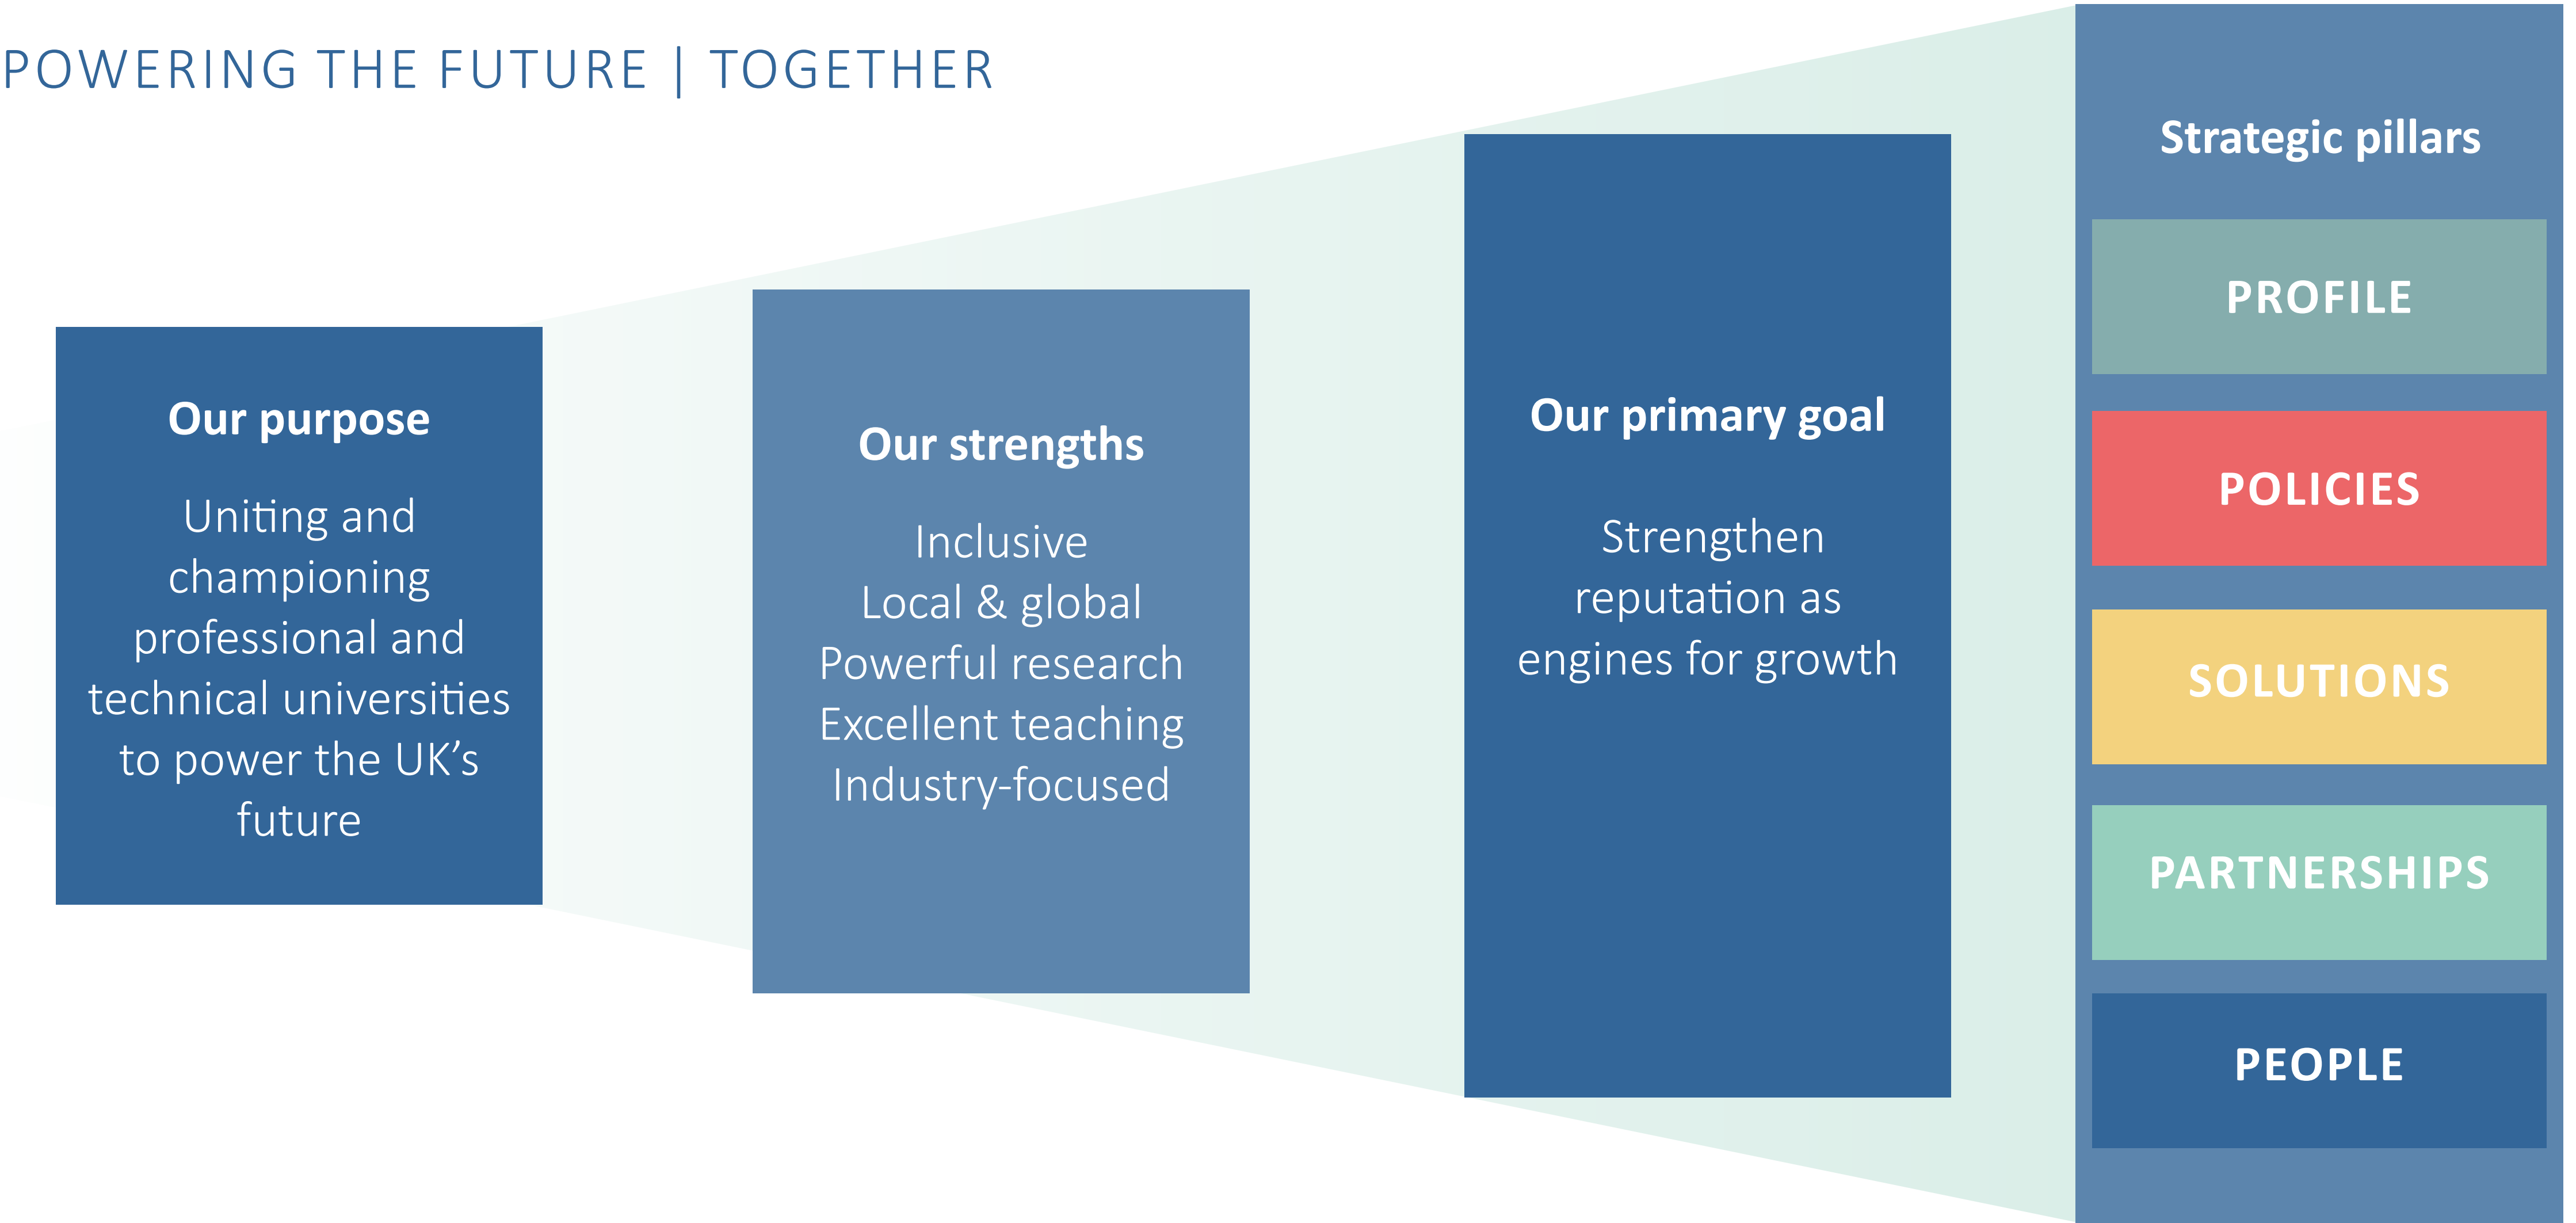 POWERING THE FUTURE | TOGETHER
Our purpose
Uniting and
championing
professional and
technical universities
to power the UK’s
future
Our strengths
Inclusive
Local & global
Powerful research
Excellent teaching
Industry-focused
Our primary goal
Strengthen
reputation as
engines for growth
Strategic pillars
PROFILE
POLICIES
SOLUTIONS
PARTNERSHIPS
PEOPLE